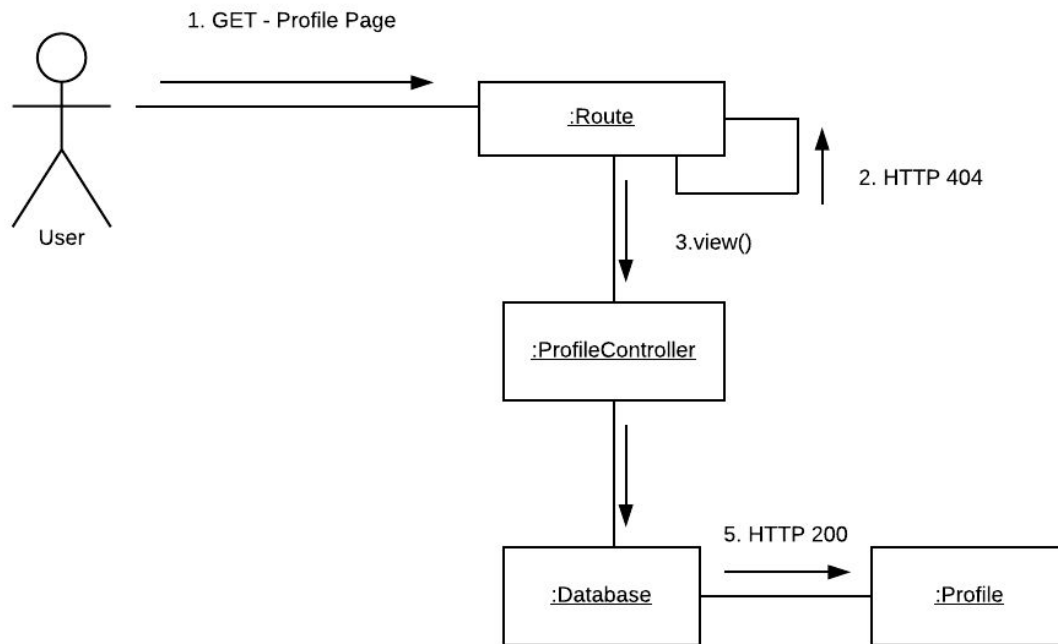 1. GET - Profile Page
:Route
2. HTTP 404
User
3.view()
:ProfileController
5. HTTP 200
:Database
:Profile